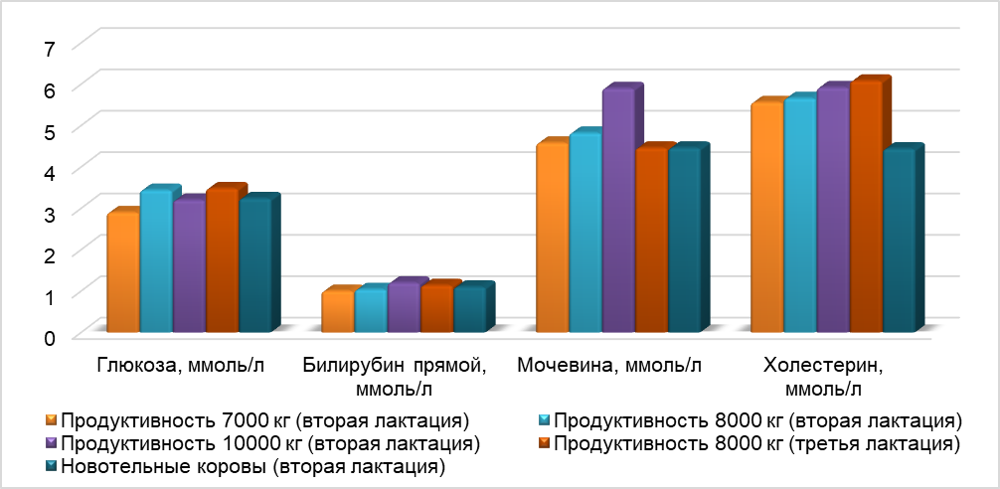 7
6
5
4
3
2
1
0
Глюкоза, ммоль/л
Билирубин прямой,
ммоль/л
Мочевина, ммоль/л
Холестерин,
ммоль/л
Продуктивность 7000 кг (вторая лактация)
Продуктивность 8000 кг (вторая лактация)
Продуктивность 10000 кг (вторая лактация)
Продуктивность 8000 кг (третья лактация)
Новотельные коровы (вторая лактация)